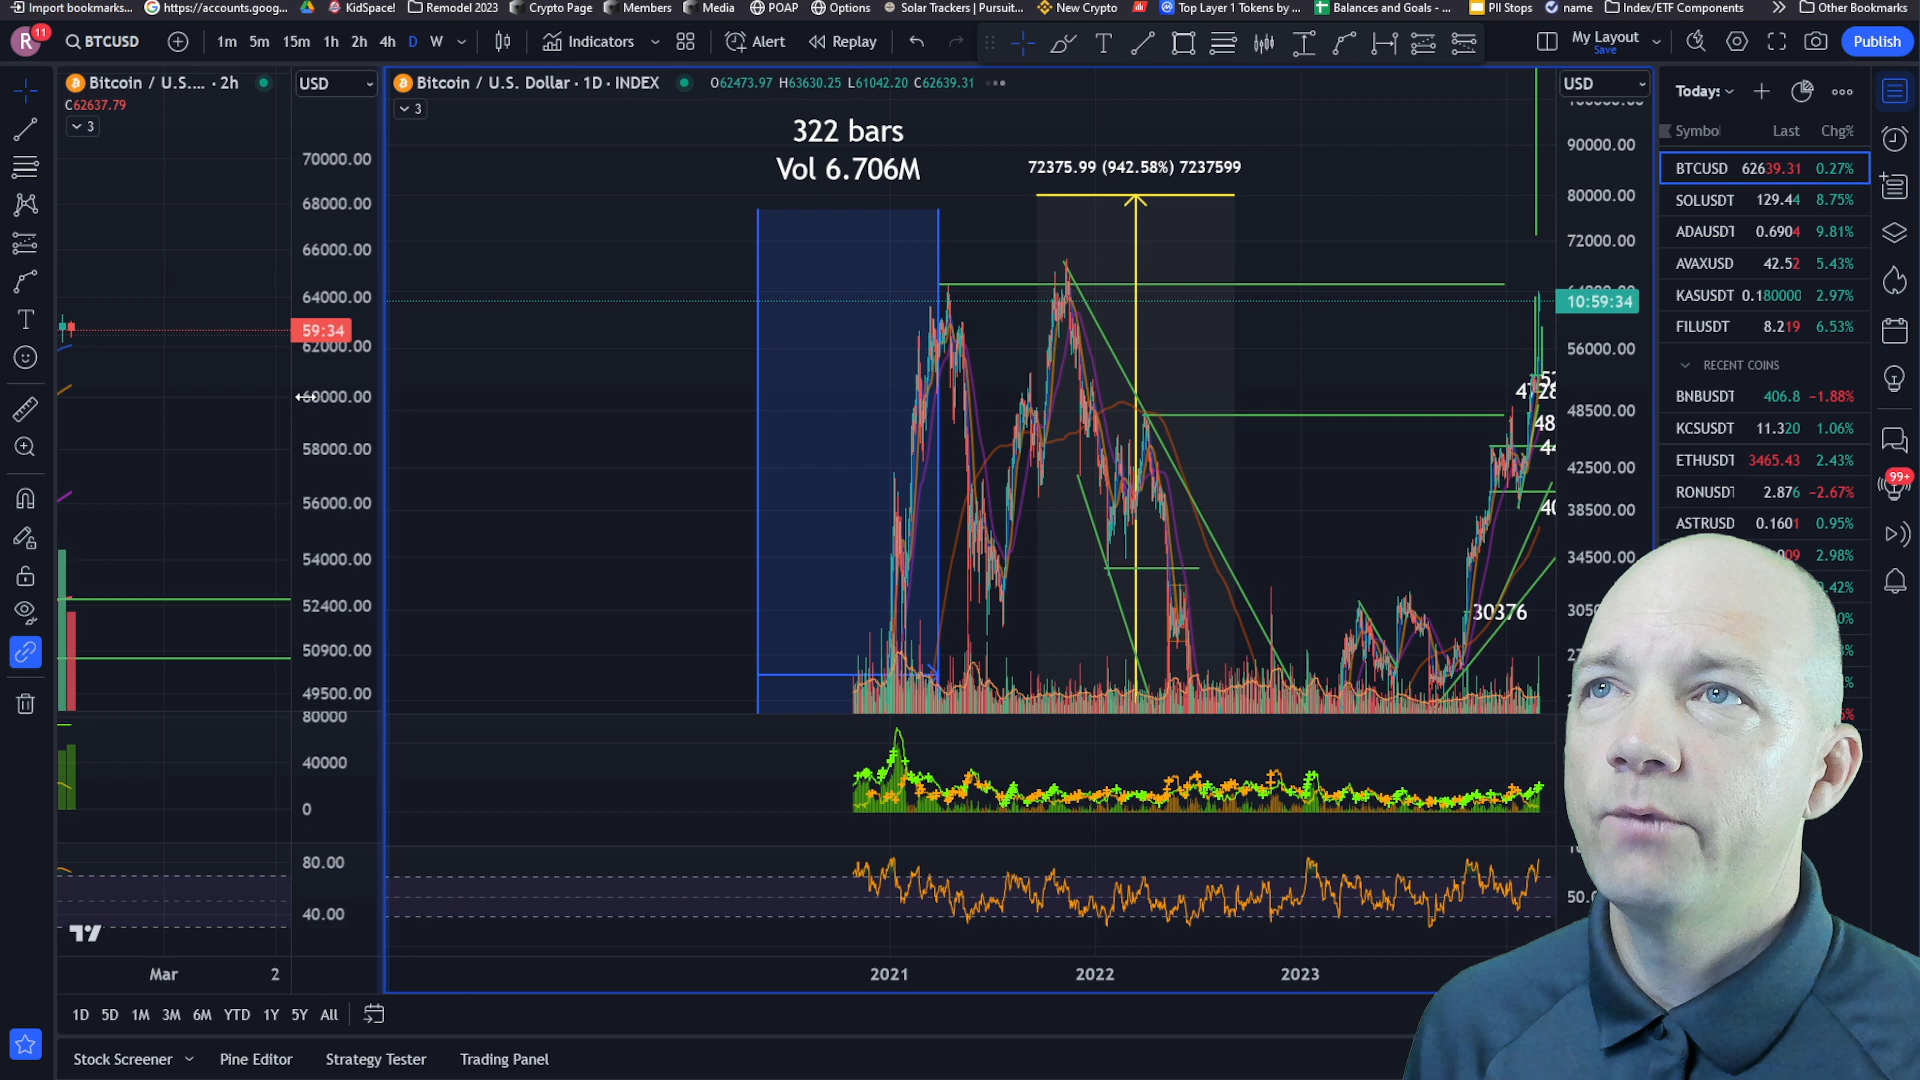 Import bookmarks... https://accounts.goog... KidSpace! Remodel 2023 Crypto Page Members Media POAP Options Solar Trackers | Pursuit... New Crypto Top Layer 1 Tokens by ... Balances and Goals - ... PII Stops name Index/ETF Components Other Bookmarks
R 11 BTCUSD 1m 5m 15m 1h 2h 4h D W Indicators Alert Replay My Layout Save Publish
Bitcoin / U.S.... · 2h USD
C62637.79
3
Bitcoin / U.S. Dollar · 1D · INDEX O62473.97 H63630.25 L61042.20 C62639.31 USD
3
322 bars
Vol 6.706M
72375.99 (942.58%) 7237599
70000.00
68000.00
66000.00
64000.00
59:34
62000.00
60000.00
58000.00
56000.00
54000.00
52400.00
50900.00
49500.00
80000
40000
0
80.00
40.00
Mar 2
90000.00
80000.00
72000.00
10:59:34
56000.00
48500.00
42500.00
38500.00
34500.00
30376
2021 2022 2023
Todays
Symbol Last Chg%
BTCUSD 62639.31 0.27%
SOLUSDT 129.44 8.75%
ADAUSDT 0.6904 9.81%
AVAXUSD 42.52 5.43%
KASUSDT 0.180000 2.97%
FILUSDT 8.219 6.53%
RECENT COINS
BNBUSDT 406.8 −1.88%
KCSUSDT 11.320 1.06%
ETHUSDT 3465.43 2.43%
RONUSDT 2.876 −2.67%
ASTRUSD 0.1601 0.95%
2.98%
99+
1D 5D 1M 3M 6M YTD 1Y 5Y All
Stock Screener Pine Editor Strategy Tester Trading Panel